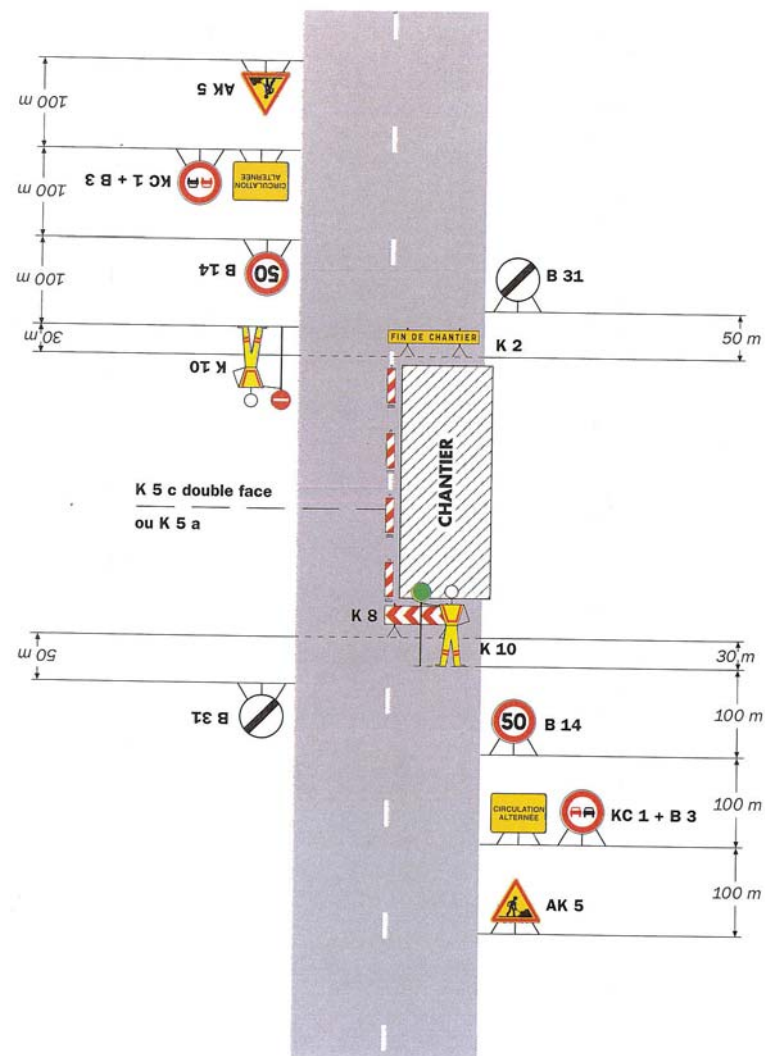 100 m
AK 5
100 m
KC 1 + B 3
CIRCULATION
ALTERNÉE
100 m
B 14
50
30 m
K 10
B 31
50 m
FIN DE CHANTIER
K 2
CHANTIER
K 5 c double face
ou K 5 a
K 8
K 10
30 m
50 m
B 31
50
B 14
100 m
CIRCULATION
ALTERNÉE
KC 1 + B 3
100 m
AK 5
100 m